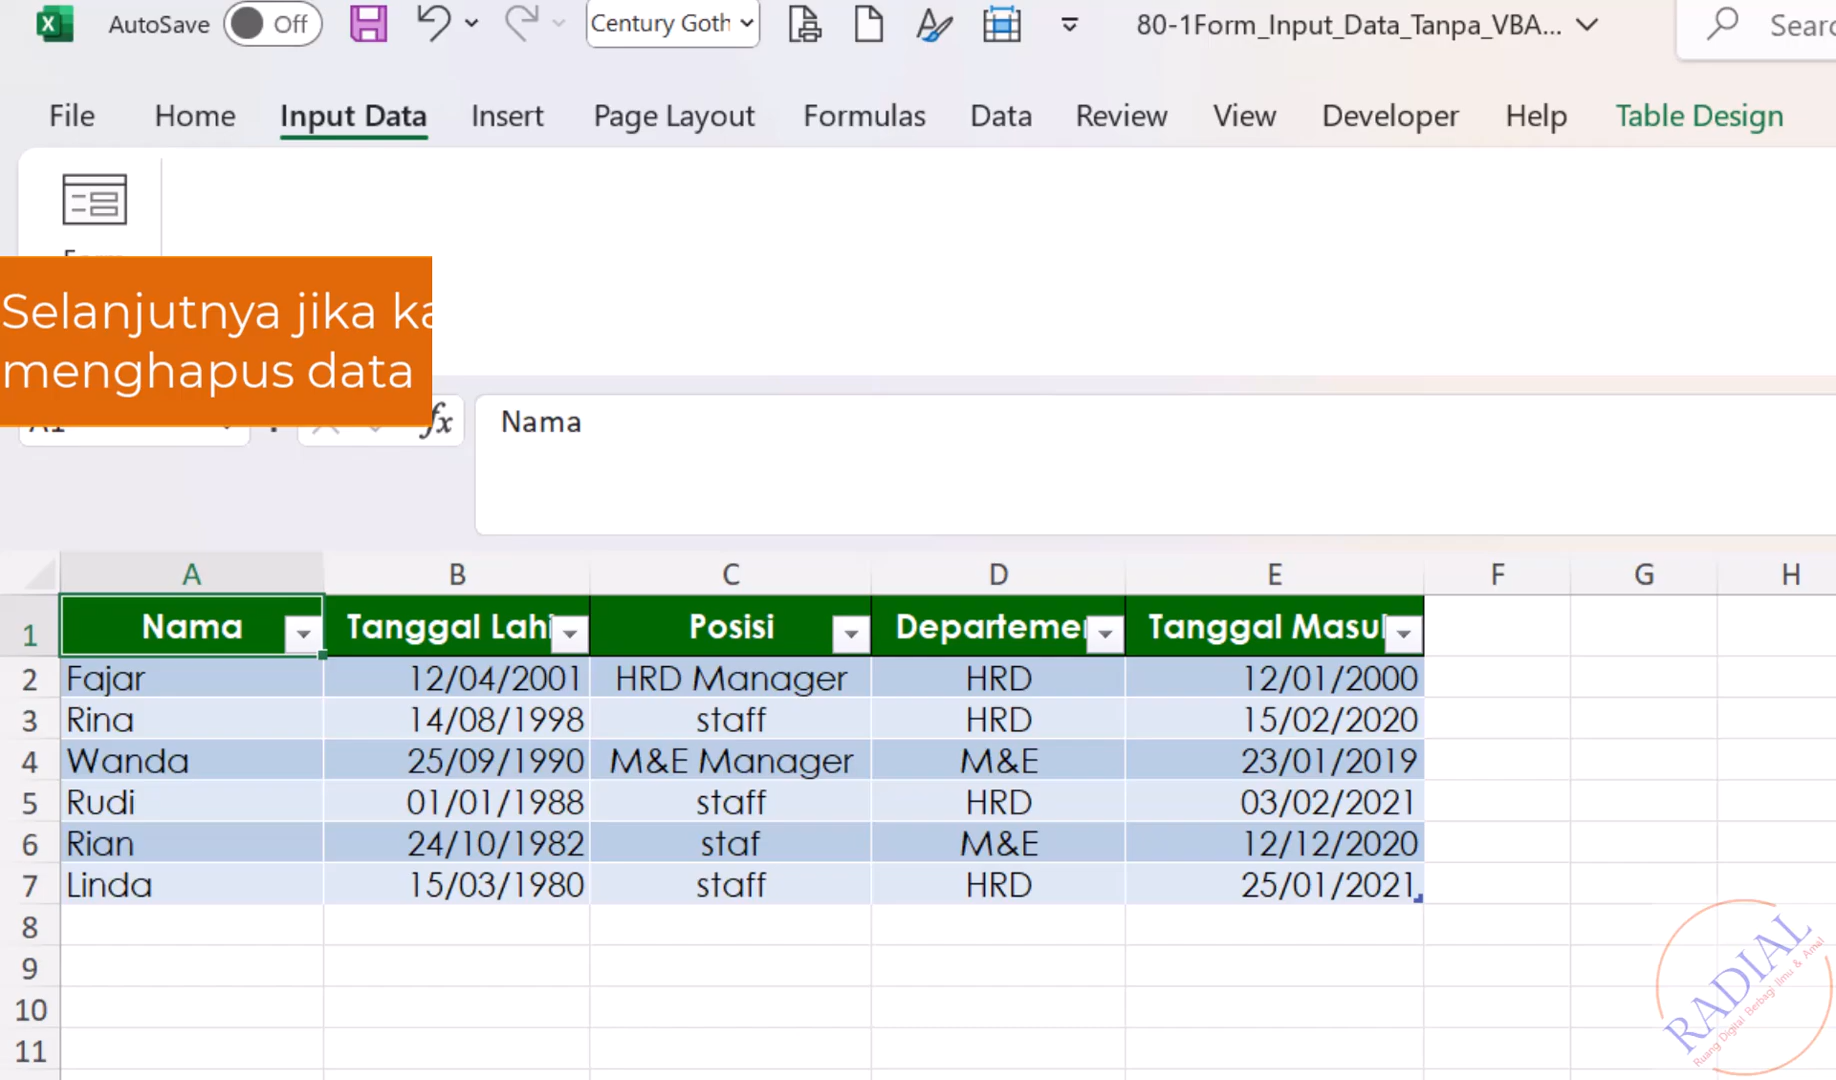 AutoSave Off Century Goth 80-1Form_Input_Data_Tanpa_VBA... Searc
File Home Input Data Insert Page Layout Formulas Data Review View Developer Help Table Design
Selanjutnya jika ka
menghapus data
fx Nama
A B C D E F G H
1 Nama Tanggal Lahi Posisi Departeme Tanggal Masu
2 Fajar 12/04/2001 HRD Manager HRD 12/01/2000
3 Rina 14/08/1998 staff HRD 15/02/2020
4 Wanda 25/09/1990 M&E Manager M&E 23/01/2019
5 Rudi 01/01/1988 staff HRD 03/02/2021
6 Rian 24/10/1982 staf M&E 12/12/2020
7 Linda 15/03/1980 staff HRD 25/01/2021
8
9
10
11
RADIAL
Ruang Digital Berbagi Ilmu & Amal